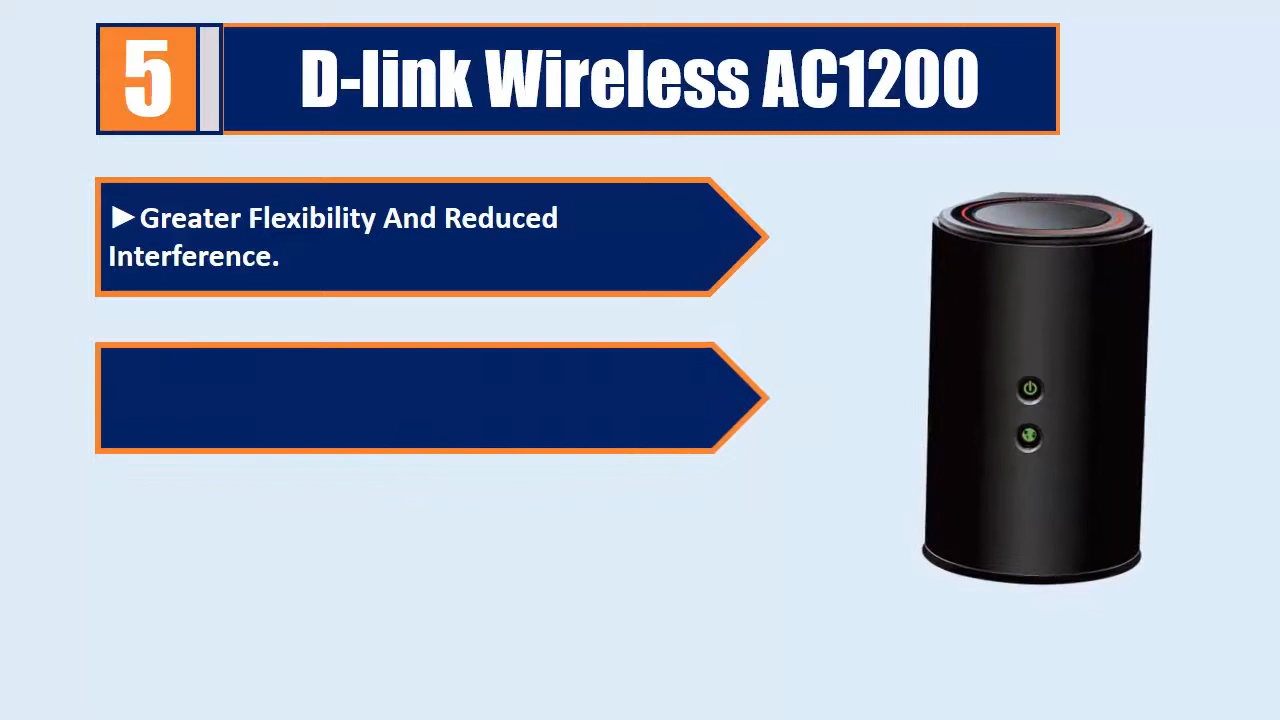 5
D-link Wireless AC1200
►Greater Flexibility And Reduced
Interference.